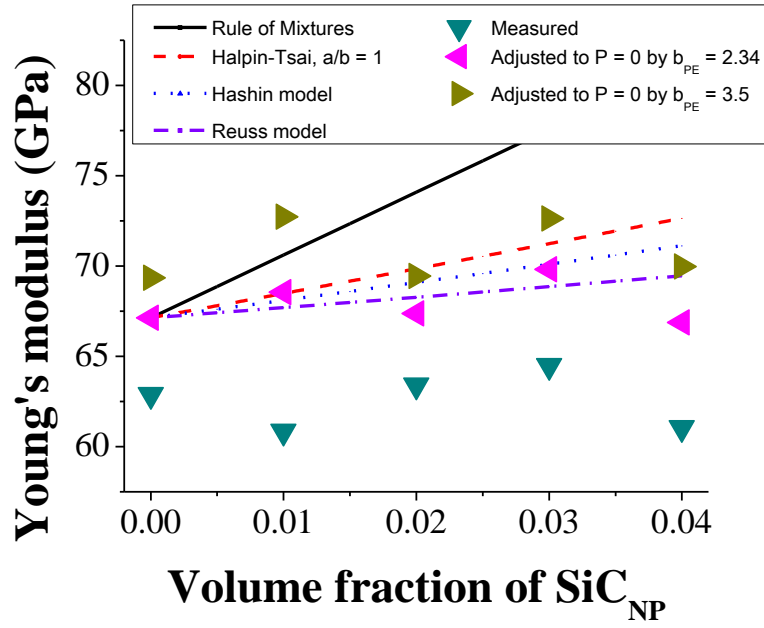 Rule of Mixtures
Halpin-Tsai, a/b = 1
Hashin model
Reuss model
Measured
Adjusted to P = 0 by b_PE = 2.34
Adjusted to P = 0 by b_PE = 3.5
Young's modulus (GPa)
80
75
70
65
60
0.00 0.01 0.02 0.03 0.04
Volume fraction of SiC_NP